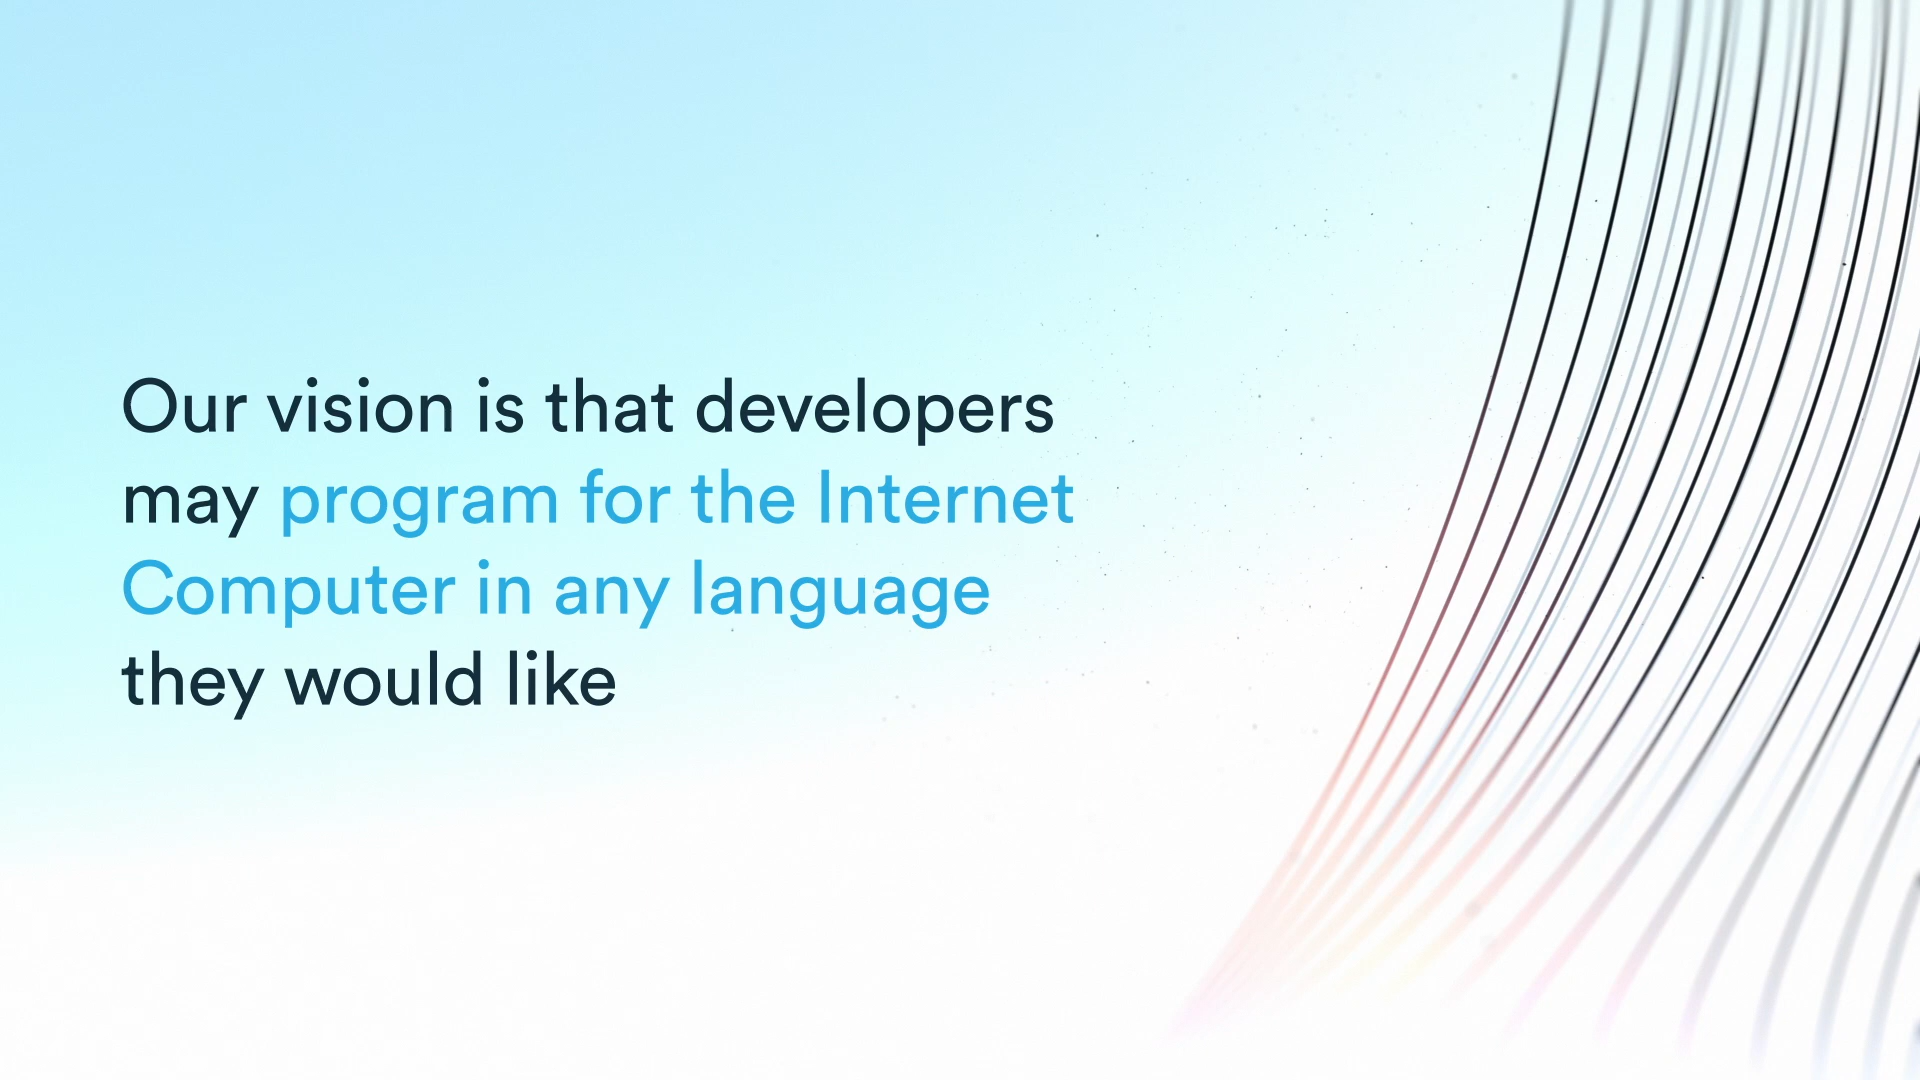 Our vision is that developers
may program for the Internet
Computer in any language
they would like